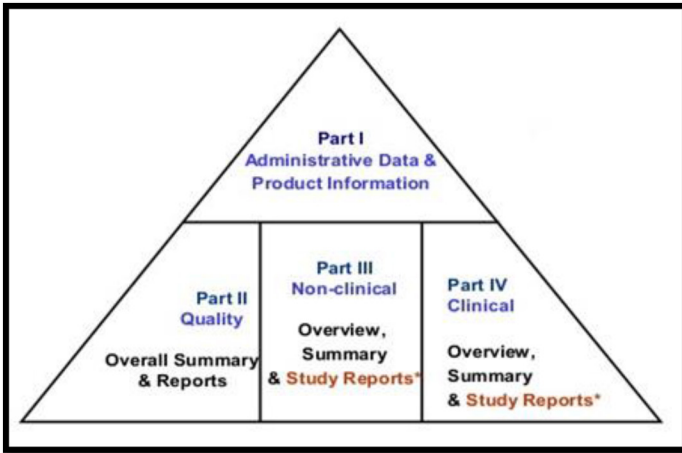 Part I
Administrative Data &
Product Information
Part II
Quality
Overall Summary
& Reports
Part III
Non-clinical
Overview,
Summary
& Study Reports*
Part IV
Clinical
Overview,
Summary
& Study Reports*